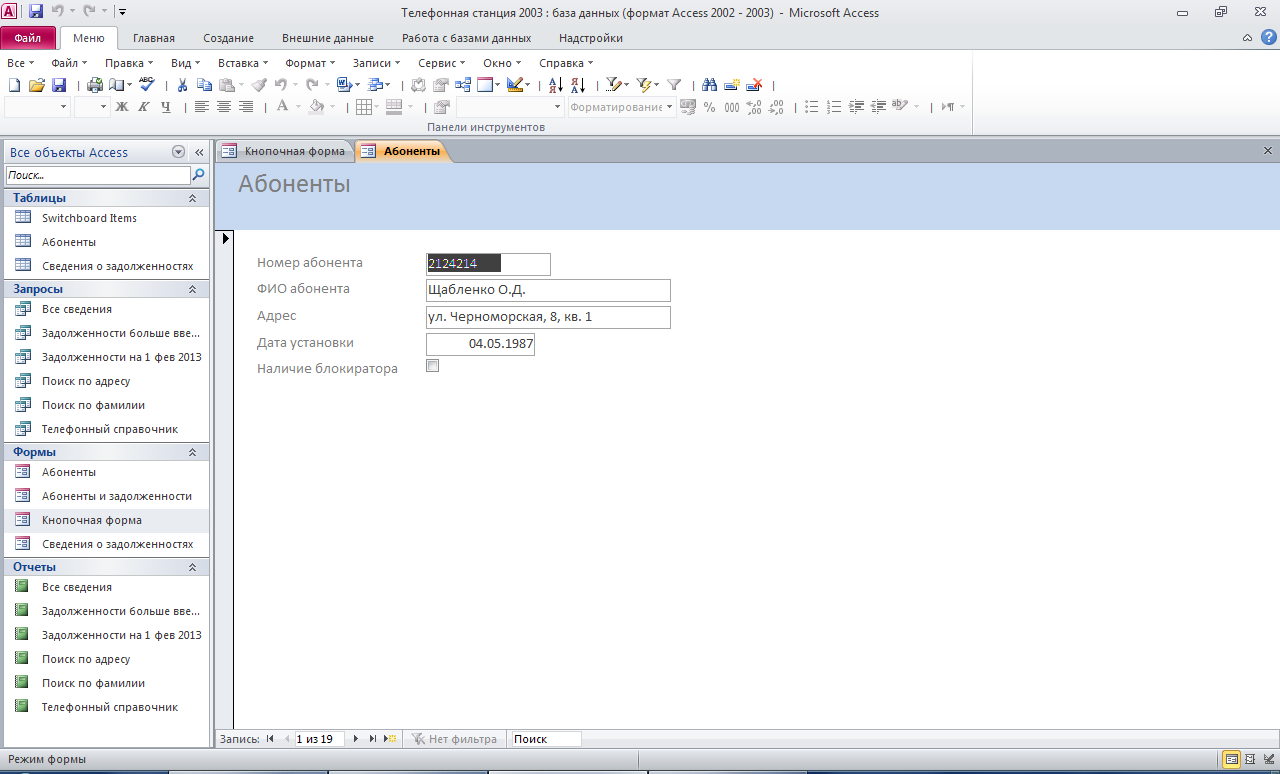 Телефонная станция 2003 : база данных (формат Access 2002 - 2003) - Microsoft Access
Файл Меню Главная Создание Внешние данные Работа с базами данных Надстройки
Все Файл Правка Вид Вставка Формат Записи Сервис Окно Справка
Ж К Ч Форматирование % 000
Панели инструментов
Все объекты Access
Поиск...
Таблицы
Switchboard Items
Абоненты
Сведения о задолженностях
Запросы
Все сведения
Задолженности больше вве...
Задолженности на 1 фев 2013
Поиск по адресу
Поиск по фамилии
Телефонный справочник
Формы
Абоненты
Абоненты и задолженности
Кнопочная форма
Сведения о задолженностях
Отчеты
Все сведения
Задолженности больше вве...
Задолженности на 1 фев 2013
Поиск по адресу
Поиск по фамилии
Телефонный справочник
Кнопочная форма Абоненты
Абоненты
Номер абонента 2124214
ФИО абонента Щабленко О.Д.
Адрес ул. Черноморская, 8, кв. 1
Дата установки 04.05.1987
Наличие блокиратора
Запись: 1 из 19 Нет фильтра Поиск
Режим формы